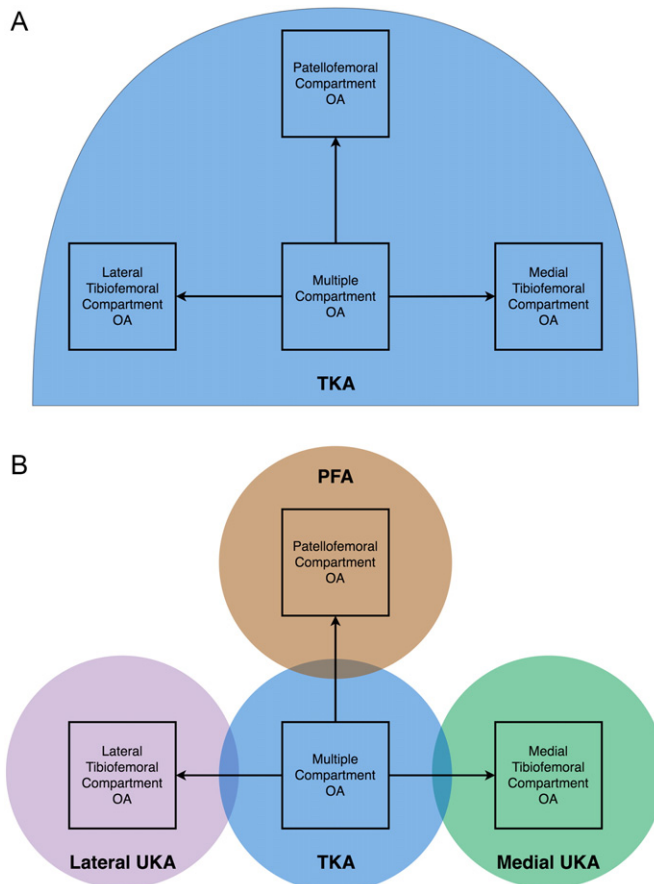 A
Patellofemoral
Compartment
OA
Lateral
Tibiofemoral
Compartment
OA
Multiple
Compartment
OA
Medial
Tibiofemoral
Compartment
OA
TKA
B
PFA
Patellofemoral
Compartment
OA
Lateral
Tibiofemoral
Compartment
OA
Multiple
Compartment
OA
Medial
Tibiofemoral
Compartment
OA
Lateral UKA
TKA
Medial UKA